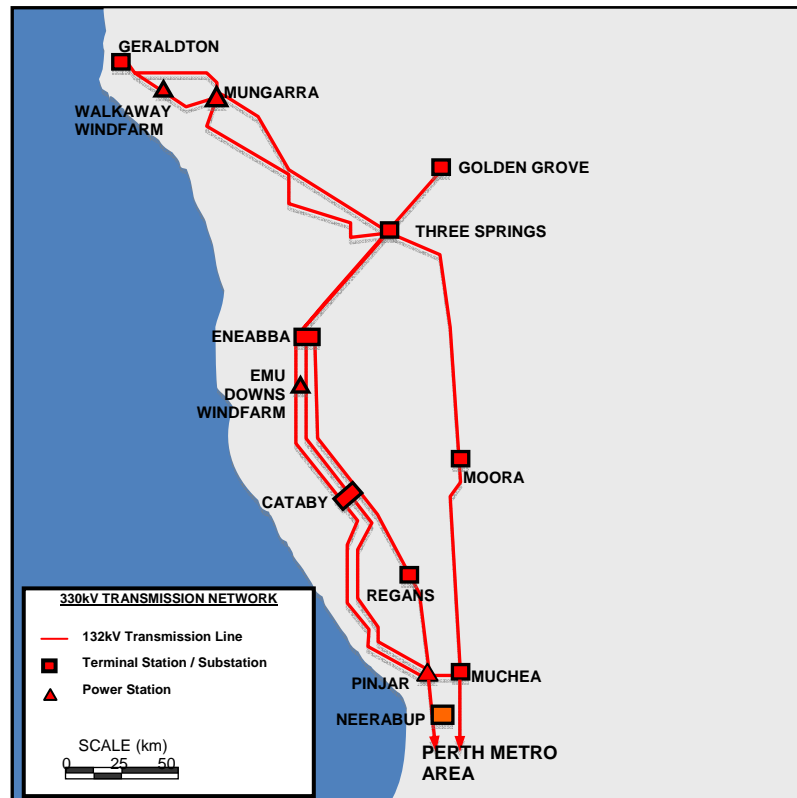 GERALDTON
MUNGARRA
WALKAWAY
WINDFARM
GOLDEN GROVE
THREE SPRINGS
ENEABBA
EMU
DOWNS
WINDFARM
MOORA
CATABY
REGANS
330kV TRANSMISSION NETWORK
132kV Transmission Line
Terminal Station / Substation
Power Station
SCALE (km)
0 25 50
PINJAR
MUCHEA
NEERABUP
PERTH METRO
AREA